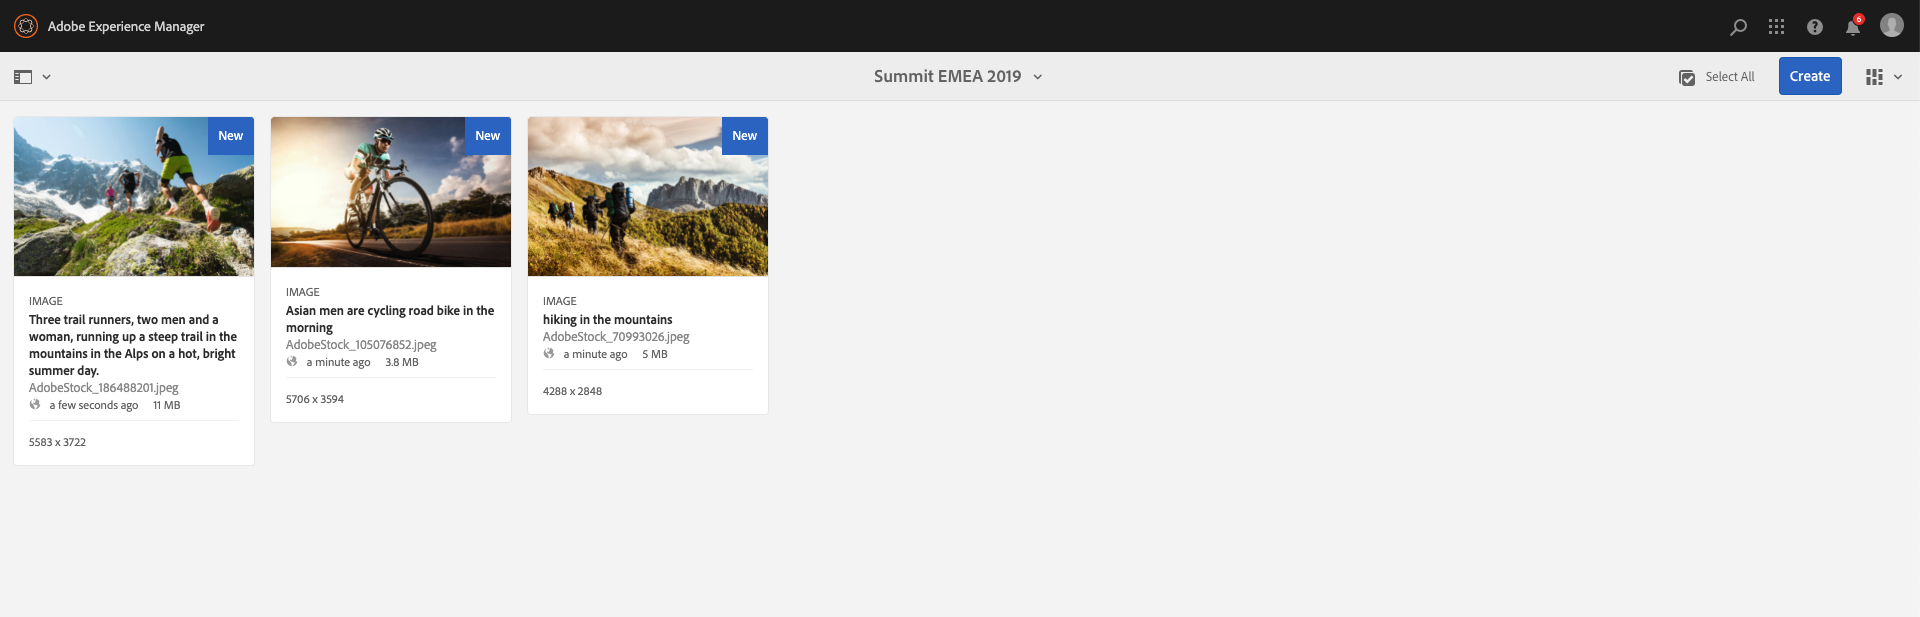 Adobe Experience Manager
6
Summit EMEA 2019
Select All
Create
New
IMAGE
Three trail runners, two men and a
woman, running up a steep trail in the
mountains in the Alps on a hot, bright
summer day.
AdobeStock_186488201.jpeg
a few seconds ago 11 MB
5583 x 3722
New
IMAGE
Asian men are cycling road bike in the
morning
AdobeStock_105076852.jpeg
a minute ago 3.8 MB
5706 x 3594
New
IMAGE
hiking in the mountains
AdobeStock_70993026.jpeg
a minute ago 5 MB
4288 x 2848